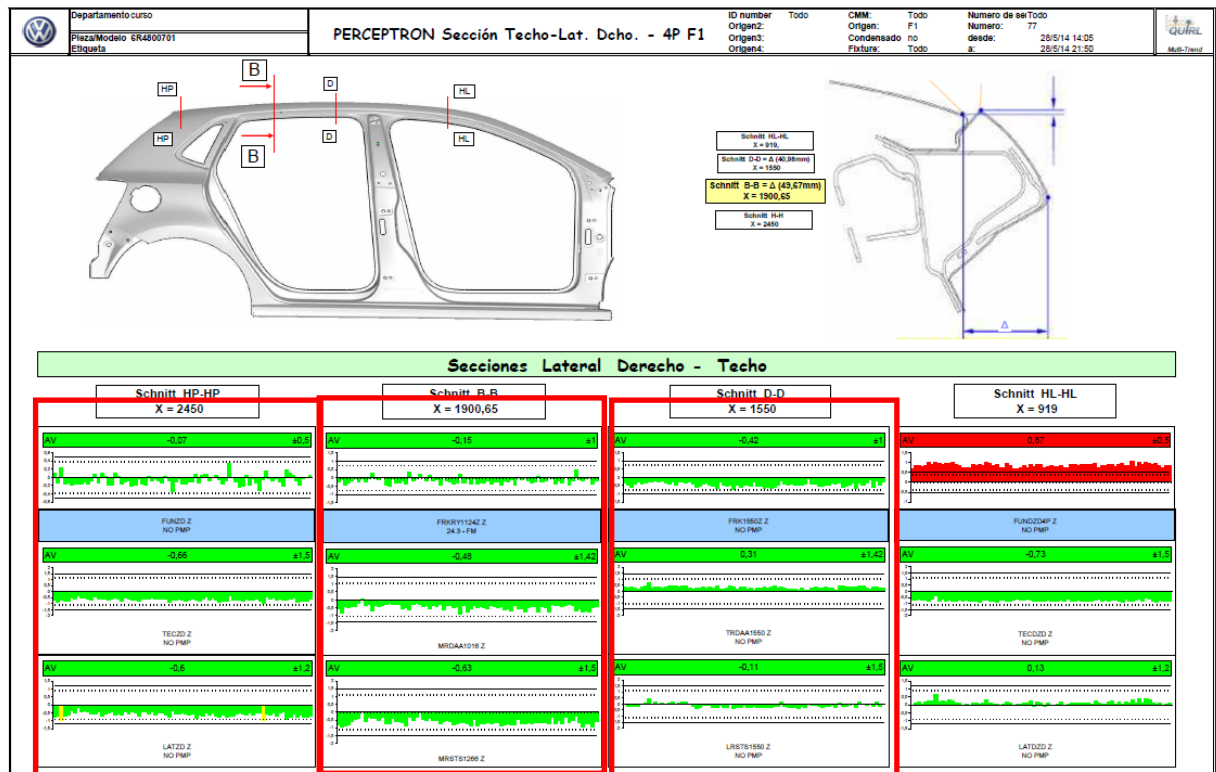 Departamento curso
Pieza/Modelo 6R4800701
Etiqueta
PERCEPTRON Sección Techo-Lat. Dcho. - 4P F1
ID number Todo
Origen2:
Origen3:
Origen4:
CMM: Todo
Origen: F1
Condensado no
Fixture: Todo
Numero de sei Todo
Numero: 77
desde: 28/5/14 14:05
a: 28/5/14 21:50
QUIRL
Multi-Trend
B
HP
D
HL
HP
B
D
HL
Schnitt HL-HL
X = 919,
Schnitt D-D = Δ (40,98mm)
X = 1550
Schnitt B-B = Δ (49,67mm)
X = 1900,65
Schnitt H-H
X = 2450
Δ
Secciones Lateral Derecho - Techo
Schnitt HP-HP
X = 2450
Schnitt B-B
X = 1900,65
Schnitt D-D
X = 1550
Schnitt HL-HL
X = 919
AV -0,07 ±0,5
AV -0,15 ±1
AV -0,42 ±1
AV 0,67 ±0,5
FUNZD Z
NO PMP
FRKRY1124Z Z
24.3 - FM
FRK1550Z Z
NO PMP
FUNDZD4P Z
NO PMP
AV -0,66 ±1,5
AV -0,48 ±1,42
AV 0,31 ±1,42
AV -0,73 ±1,5
TECZD Z
NO PMP
MRDAA1016 Z
TRDAA1550 Z
NO PMP
TECDZD Z
NO PMP
AV -0,6 ±1,2
AV -0,63 ±1,5
AV -0,11 ±1,5
AV 0,13 ±1,2
LATZD Z
NO PMP
MRSTS1266 Z
LRSTS1550 Z
NO PMP
LATDZD Z
NO PMP